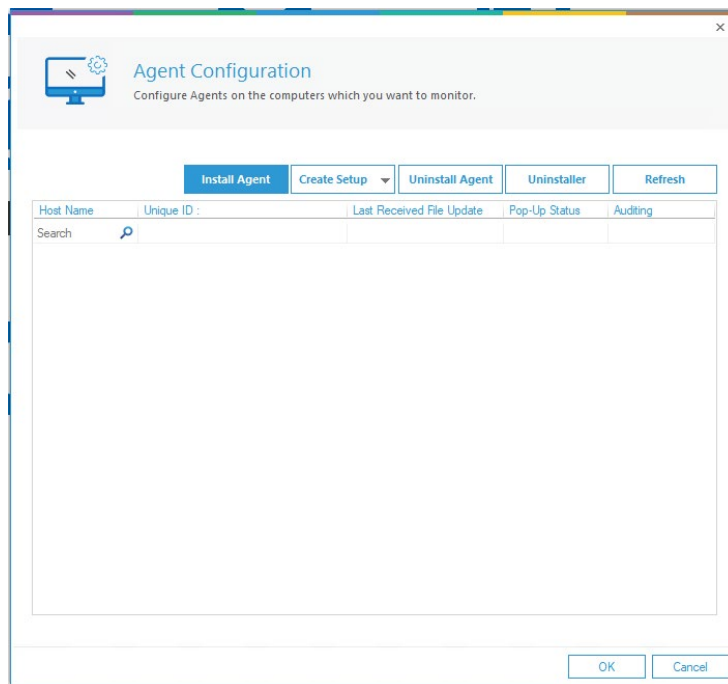 Agent Configuration
Configure Agents on the computers which you want to monitor.
Install Agent Create Setup Uninstall Agent Uninstaller Refresh
Host Name Unique ID : Last Received File Update Pop-Up Status Auditing
Search
OK Cancel